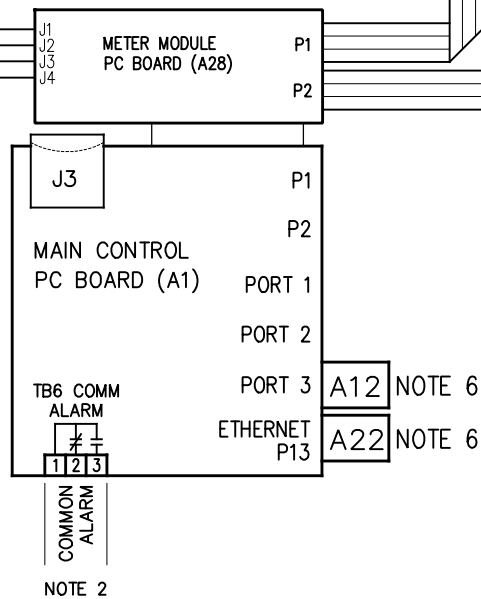 J1
J2
J3
J4
METER MODULE
PC BOARD (A28)
P1
P2
J3
P1
P2
MAIN CONTROL
PC BOARD (A1)
PORT 1
PORT 2
PORT 3
A12
NOTE 6
TB6 COMM
ALARM
ETHERNET
P13
A22
NOTE 6
1 2 3
COMMON
ALARM
NOTE 2